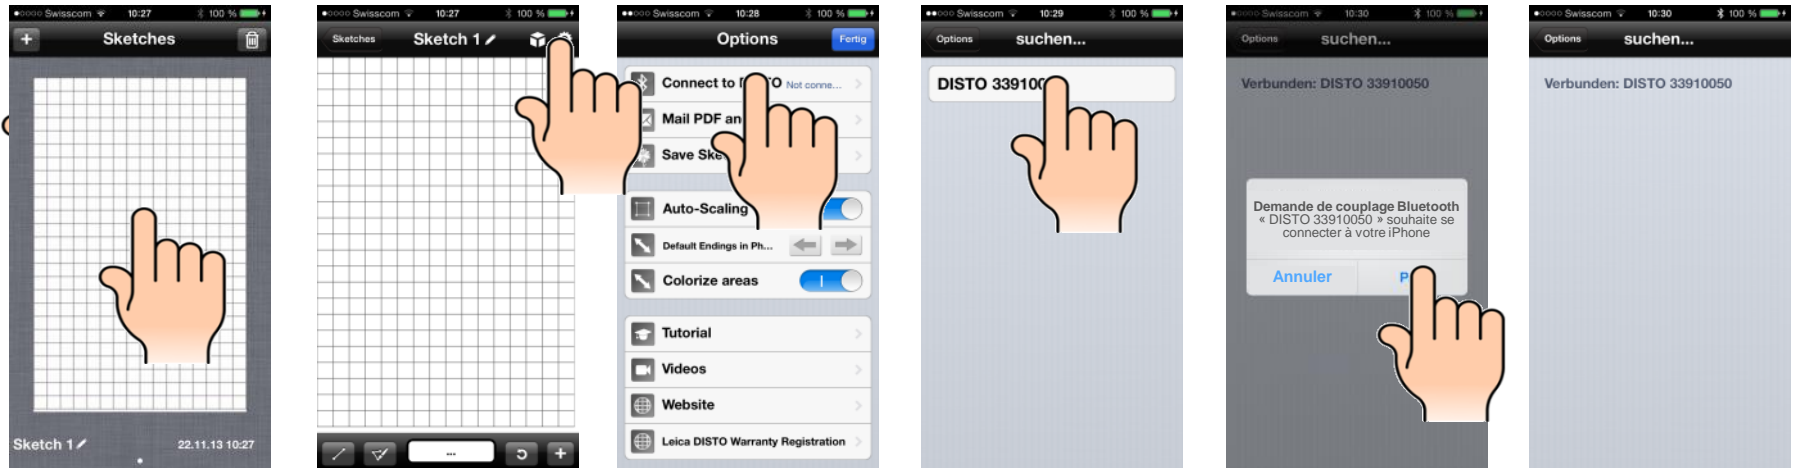 Swisscom 10:27 100 %
+ Sketches
Sketch 1
22.11.13 10:27
Swisscom 10:27 100 %
Sketches Sketch 1
...
+
Swisscom 10:28 100 %
Options Fertig
Connect to Not conne...
Mail PDF
Save
Auto-Scaling
Default Endings in Ph...
Colorize areas
Tutorial
Videos
Website
Leica DISTO Warranty Registration
Swisscom 10:29 100 %
Options suchen...
DISTO
Swisscom 10:30 100 %
Options suchen...
Verbunden: DISTO 33910050
Demande de couplage Bluetooth
« DISTO 33910050 » souhaite se
connecter à votre iPhone
Annuler
Swisscom 10:30 100 %
Options suchen...
Verbunden: DISTO 33910050